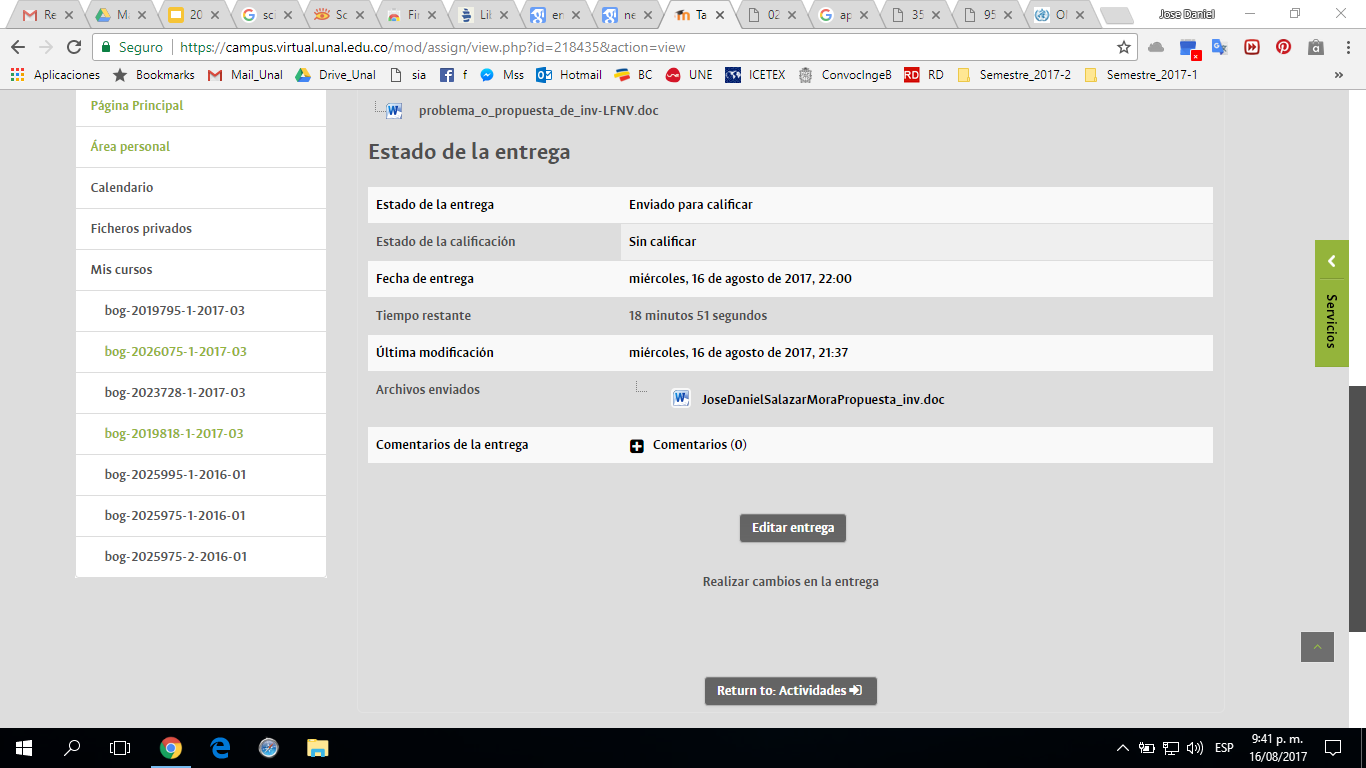 Re
Ma
20
sci
Sc
Fir
Lil
en
ne
Ta
02
ap
35
95
Ol
Jose Daniel
Seguro | https://campus.virtual.unal.edu.co/mod/assign/view.php?id=218435&action=view
Aplicaciones Bookmarks Mail_Unal Drive_Unal sia f Mss Hotmail BC UNE ICETEX ConvocIngeB RD RD Semestre_2017-2 Semestre_2017-1 »
Página Principal
Área personal
Calendario
Ficheros privados
Mis cursos
bog-2019795-1-2017-03
bog-2026075-1-2017-03
bog-2023728-1-2017-03
bog-2019818-1-2017-03
bog-2025995-1-2016-01
bog-2025975-1-2016-01
bog-2025975-2-2016-01
problema_o_propuesta_de_inv-LFNV.doc
Estado de la entrega
Estado de la entrega Enviado para calificar
Estado de la calificación Sin calificar
Fecha de entrega miércoles, 16 de agosto de 2017, 22:00
Tiempo restante 18 minutos 51 segundos
Última modificación miércoles, 16 de agosto de 2017, 21:37
Archivos enviados JoseDanielSalazarMoraPropuesta_inv.doc
Comentarios de la entrega Comentarios (0)
Editar entrega
Realizar cambios en la entrega
Return to: Actividades
Servicios
ESP
9:41 p. m.
16/08/2017